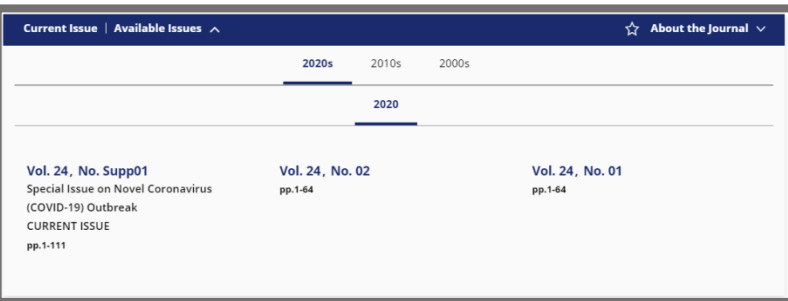 Current Issue | Available Issues
About the Journal
2020s 2010s 2000s
2020
Vol. 24, No. Supp01
Special Issue on Novel Coronavirus
(COVID-19) Outbreak
CURRENT ISSUE
pp.1-111
Vol. 24, No. 02
pp.1-64
Vol. 24, No. 01
pp.1-64